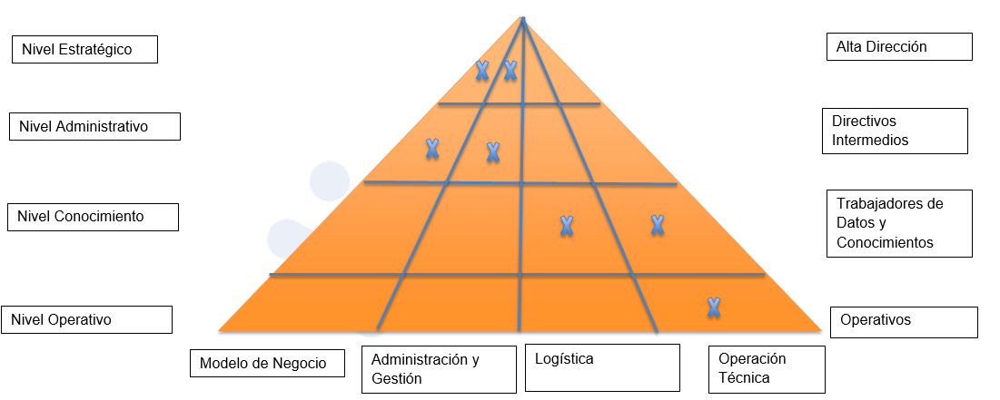 Nivel Estratégico
Alta Dirección
X X
Nivel Administrativo
Directivos
Intermedios
X X
Nivel Conocimiento
Trabajadores de
Datos y
Conocimientos
X X
Nivel Operativo
Operativos
X
Modelo de Negocio
Administración y
Gestión
Logística
Operación
Técnica